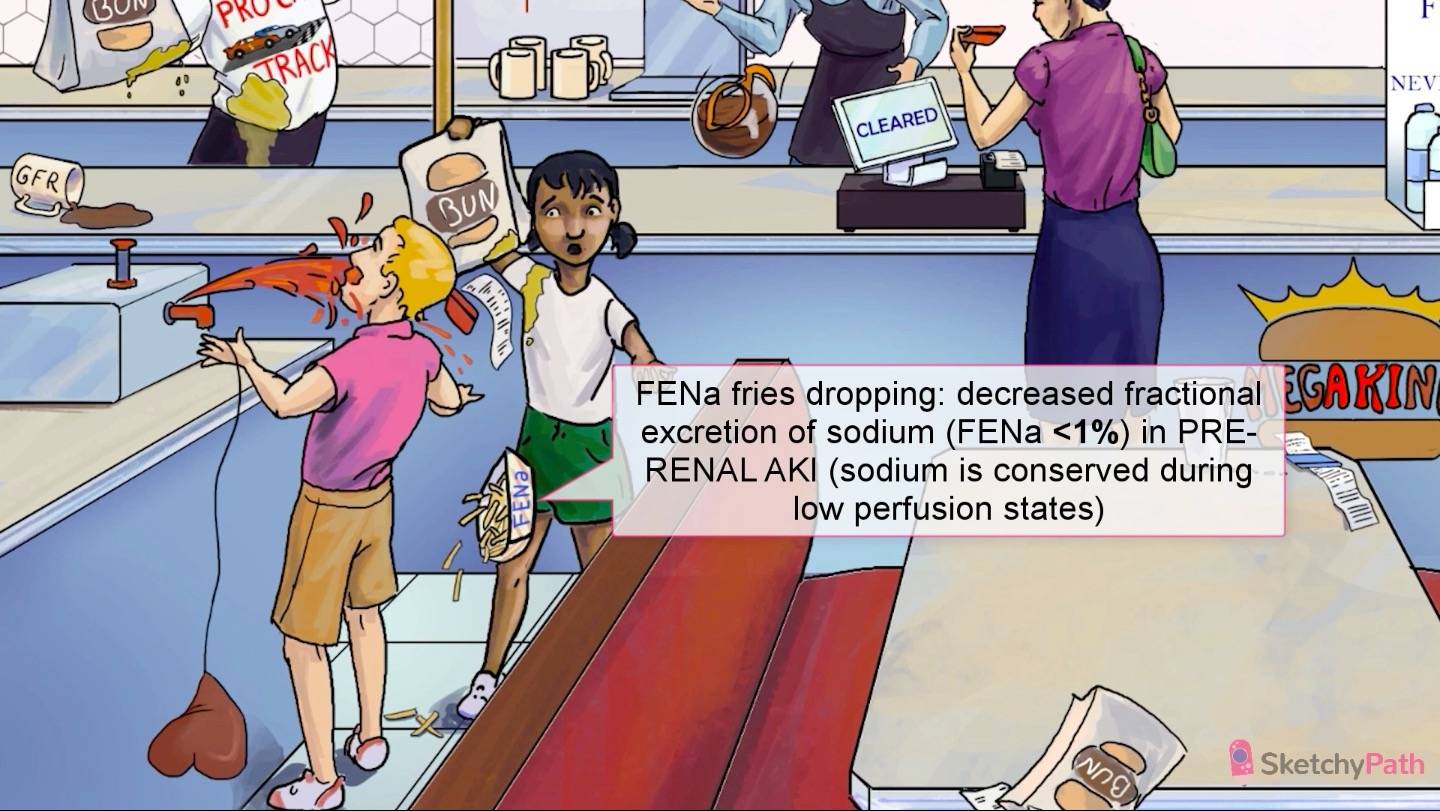 BUN
PRO
TRACK
F
NEV
CLEARED
GFR
BUN
FENa fries dropping: decreased fractional
excretion of sodium (FENa <1%) in PRE-
RENAL AKI (sodium is conserved during
low perfusion states)
MEGAKIN
FENa
BUN
SketchyPath